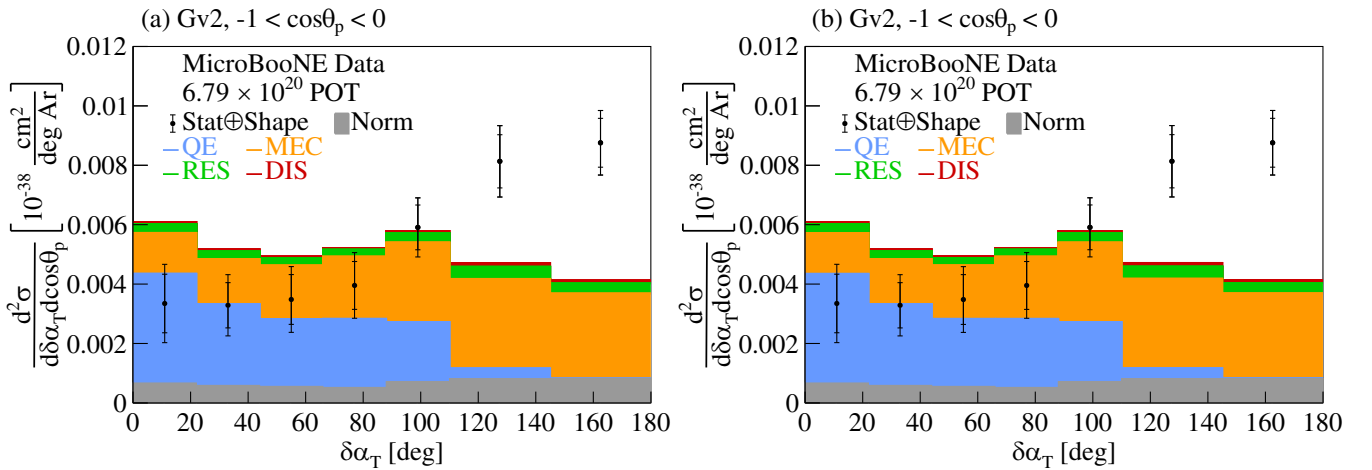 (a) Gv2, -1 < cosθp < 0
0.012
0.01
0.008
0.006
0.004
0.002
0
d²σ / dδαT dcosθp [10⁻³⁸ cm² / deg Ar]
MicroBooNE Data
6.79 × 10²⁰ POT
Stat⊕Shape Norm
QE MEC
RES DIS
0 20 40 60 80 100 120 140 160 180
δαT [deg]
(b) Gv2, -1 < cosθp < 0
0.012
0.01
0.008
0.006
0.004
0.002
0
d²σ / dδαT dcosθp [10⁻³⁸ cm² / deg Ar]
MicroBooNE Data
6.79 × 10²⁰ POT
Stat⊕Shape Norm
QE MEC
RES DIS
0 20 40 60 80 100 120 140 160 180
δαT [deg]